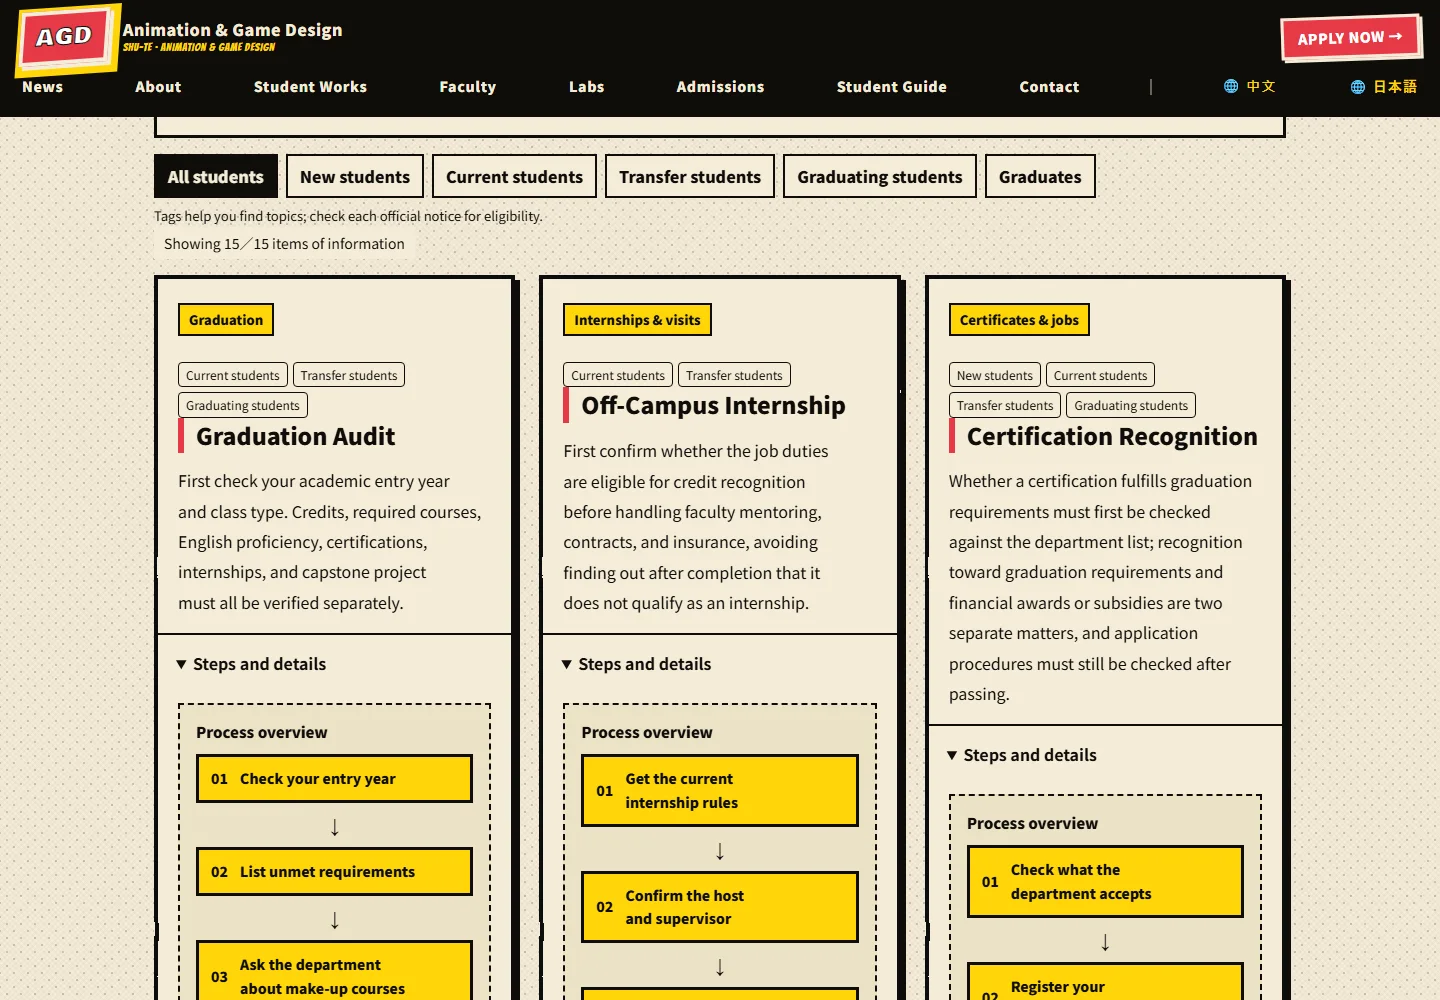 AGD
Animation & Game Design
SHU-TE · ANIMATION & GAME DESIGN
APPLY NOW →
News
About
Student Works
Faculty
Labs
Admissions
Student Guide
Contact
|
🌐 中文
🌐 日本語
All students
New students
Current students
Transfer students
Graduating students
Graduates
Tags help you find topics; check each official notice for eligibility.
Showing 15／15 items of information
Graduation
Current students
Transfer students
Graduating students
Graduation Audit
First check your academic entry year
and class type. Credits, required courses,
English proficiency, certifications,
internships, and capstone project
must all be verified separately.
▼ Steps and details
Process overview
01 Check your entry year
↓
02 List unmet requirements
↓
03 Ask the department
about make-up courses
Internships & visits
Current students
Transfer students
Off-Campus Internship
First confirm whether the job duties
are eligible for credit recognition
before handling faculty mentoring,
contracts, and insurance, avoiding
finding out after completion that it
does not qualify as an internship.
▼ Steps and details
Process overview
01 Get the current
internship rules
↓
02 Confirm the host
and supervisor
↓
Certificates & jobs
New students
Current students
Transfer students
Graduating students
Certification Recognition
Whether a certification fulfills graduation
requirements must first be checked
against the department list; recognition
toward graduation requirements and
financial awards or subsidies are two
separate matters, and application
procedures must still be checked after
passing.
▼ Steps and details
Process overview
01 Check what the
department accepts
↓
02 Register your